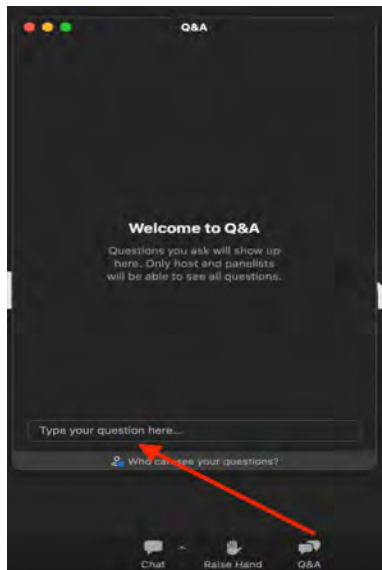 Q&A
Welcome to Q&A
Questions you ask will show up
here. Only host and panelists
will be able to see all questions.
Type your question here...
Who can see your questions?
Chat Raise Hand Q&A